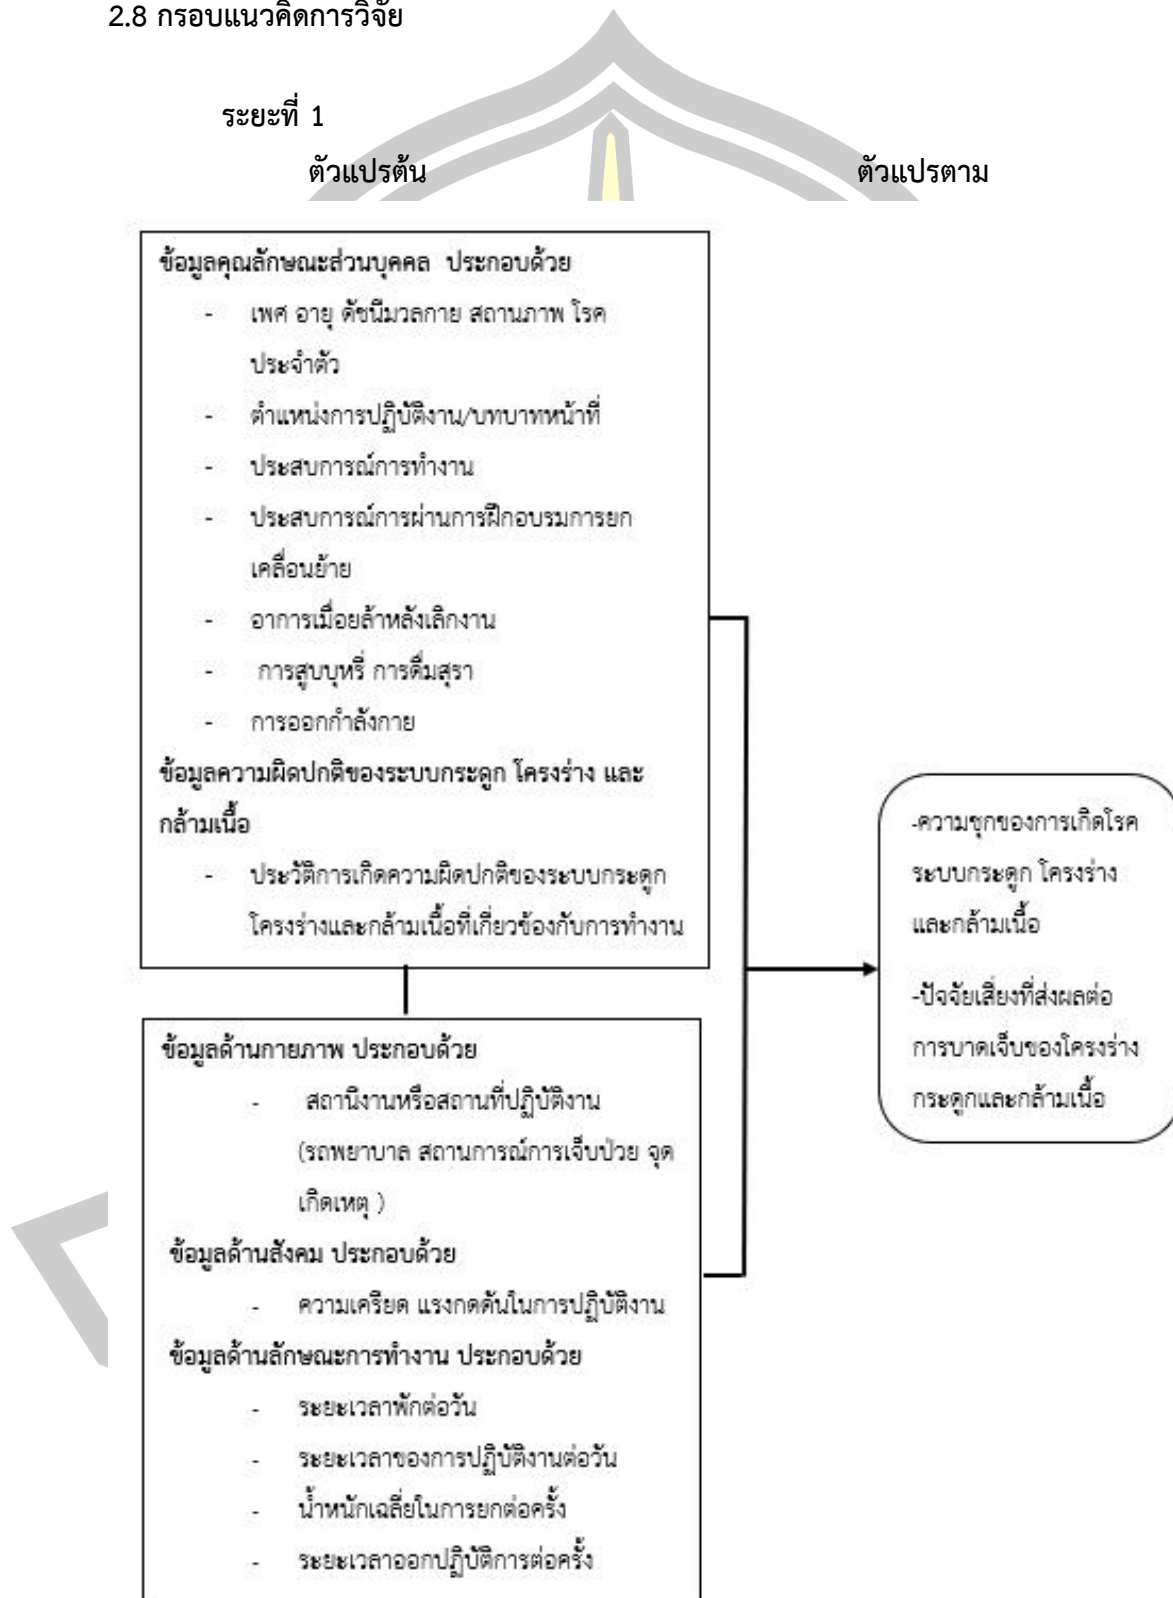 2.8 กรอบแนวคิดการวิจัย
ระยะที่ 1
ตัวแปรต้น
ตัวแปรตาม
ข้อมูลคุณลักษณะส่วนบุคคล ประกอบด้วย
- เพศ อายุ ดัชนีมวลกาย สถานภาพ โรค
ประจำตัว
- ตำแหน่งการปฏิบัติงาน/บทบาทหน้าที่
- ประสบการณ์การทำงาน
- ประสบการณ์การผ่านการฝึกอบรมการยก
เคลื่อนย้าย
- อาการเมื่อยล้าหลังเลิกงาน
- การสูบบุหรี่ การดื่มสุรา
- การออกกำลังกาย
ข้อมูลความผิดปกติของระบบกระดูก โครงร่าง และ
กล้ามเนื้อ
- ประวัติการเกิดความผิดปกติของระบบกระดูก
โครงร่างและกล้ามเนื้อที่เกี่ยวข้องกับการทำงาน
ข้อมูลด้านกายภาพ ประกอบด้วย
- สถานีงานหรือสถานที่ปฏิบัติงาน
(รถพยาบาล สถานการณ์การเจ็บป่วย จุด
เกิดเหตุ )
ข้อมูลด้านสังคม ประกอบด้วย
- ความเครียด แรงกดดันในการปฏิบัติงาน
ข้อมูลด้านลักษณะการทำงาน ประกอบด้วย
- ระยะเวลาพักต่อวัน
- ระยะเวลาของการปฏิบัติงานต่อวัน
- น้ำหนักเฉลี่ยในการยกต่อครั้ง
- ระยะเวลาออกปฏิบัติการต่อครั้ง
-ความชุกของการเกิดโรค
ระบบกระดูก โครงร่าง
และกล้ามเนื้อ
-ปัจจัยเสี่ยงที่ส่งผลต่อ
การบาดเจ็บของโครงร่าง
กระดูกและกล้ามเนื้อ